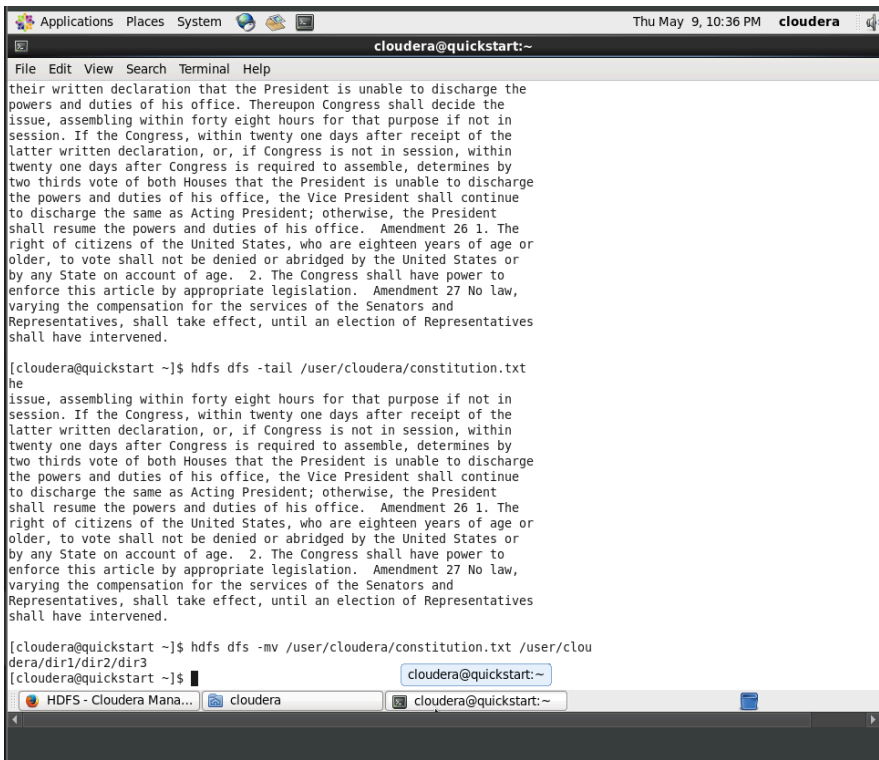 Applications Places System Thu May 9, 10:36 PM cloudera
cloudera@quickstart:~
File Edit View Search Terminal Help
their written declaration that the President is unable to discharge the
powers and duties of his office. Thereupon Congress shall decide the
issue, assembling within forty eight hours for that purpose if not in
session. If the Congress, within twenty one days after receipt of the
latter written declaration, or, if Congress is not in session, within
twenty one days after Congress is required to assemble, determines by
two thirds vote of both Houses that the President is unable to discharge
the powers and duties of his office, the Vice President shall continue
to discharge the same as Acting President; otherwise, the President
shall resume the powers and duties of his office.  Amendment 26 1. The
right of citizens of the United States, who are eighteen years of age or
older, to vote shall not be denied or abridged by the United States or
by any State on account of age.  2. The Congress shall have power to
enforce this article by appropriate legislation.  Amendment 27 No law,
varying the compensation for the services of the Senators and
Representatives, shall take effect, until an election of Representatives
shall have intervened.
[cloudera@quickstart ~]$ hdfs dfs -tail /user/cloudera/constitution.txt
he
issue, assembling within forty eight hours for that purpose if not in
session. If the Congress, within twenty one days after receipt of the
latter written declaration, or, if Congress is not in session, within
twenty one days after Congress is required to assemble, determines by
two thirds vote of both Houses that the President is unable to discharge
the powers and duties of his office, the Vice President shall continue
to discharge the same as Acting President; otherwise, the President
shall resume the powers and duties of his office.  Amendment 26 1. The
right of citizens of the United States, who are eighteen years of age or
older, to vote shall not be denied or abridged by the United States or
by any State on account of age.  2. The Congress shall have power to
enforce this article by appropriate legislation.  Amendment 27 No law,
varying the compensation for the services of the Senators and
Representatives, shall take effect, until an election of Representatives
shall have intervened.
[cloudera@quickstart ~]$ hdfs dfs -mv /user/cloudera/constitution.txt /user/clou
dera/dir1/dir2/dir3
[cloudera@quickstart ~]$
cloudera@quickstart:~
HDFS - Cloudera Mana... cloudera cloudera@quickstart:~